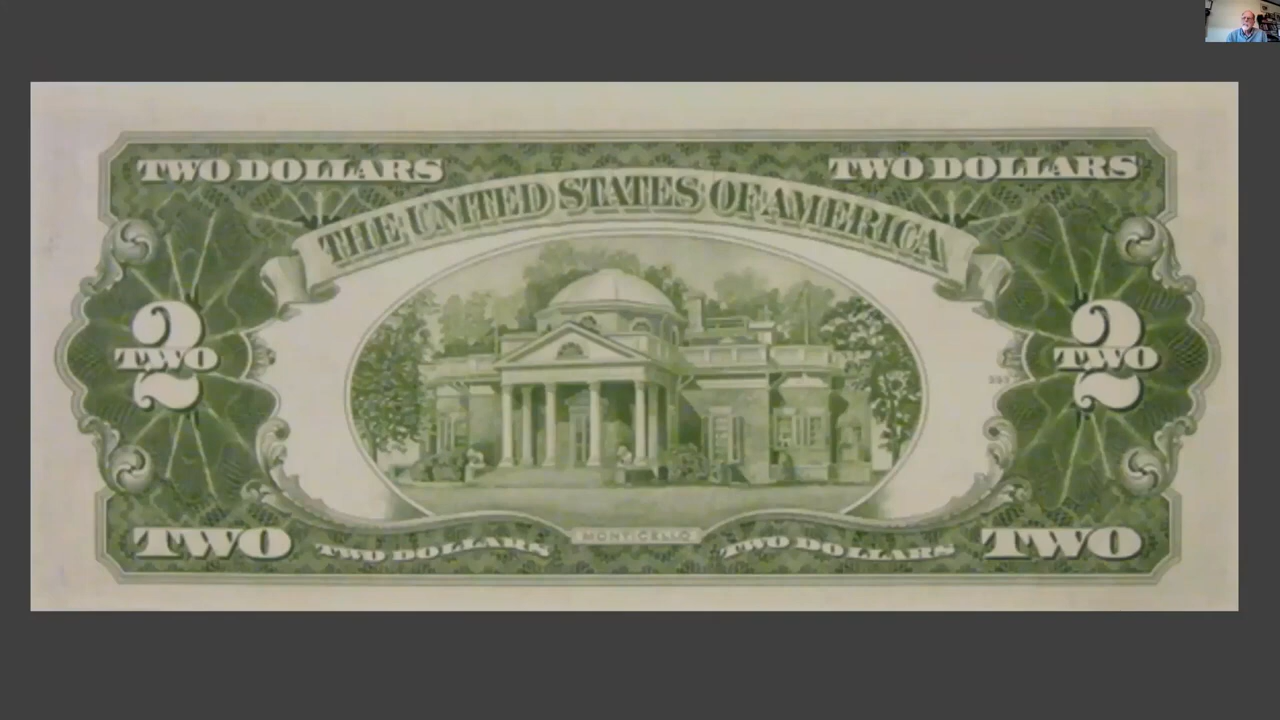 TWO DOLLARS
TWO DOLLARS
THE UNITED STATES OF AMERICA
2
TWO
2
TWO
MONTICELLO
TWO
TWO DOLLARS
TWO DOLLARS
TWO